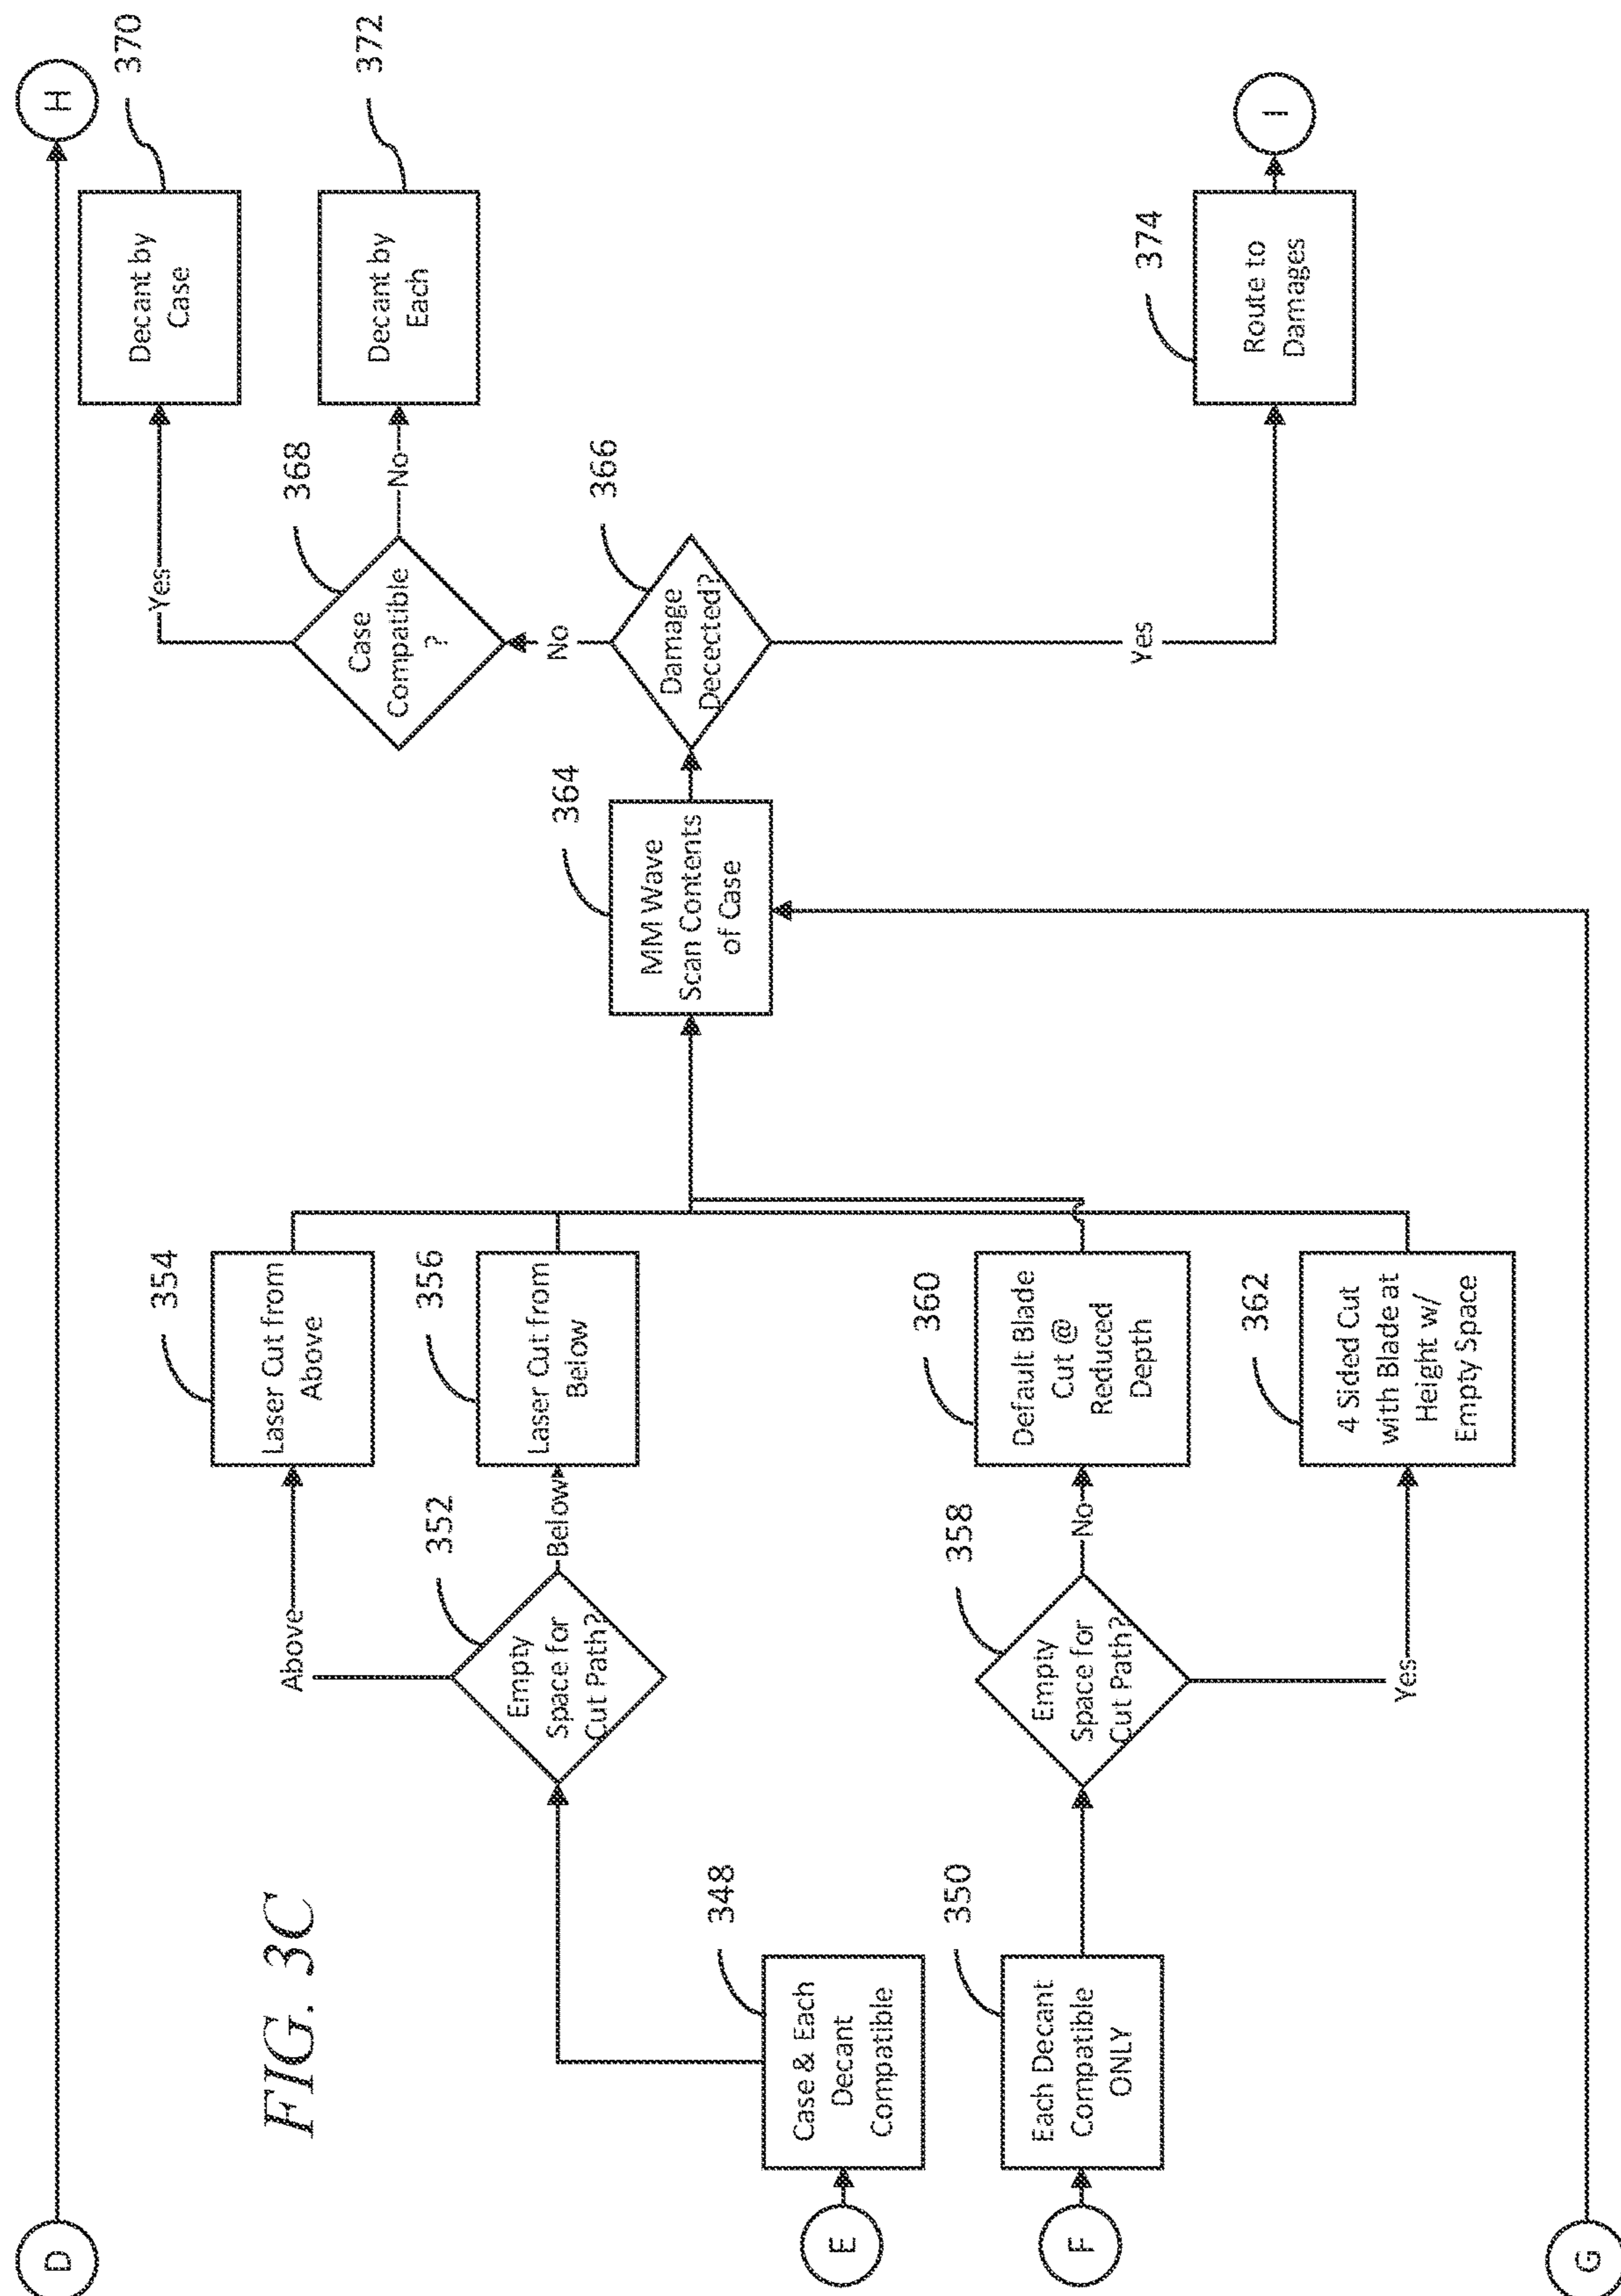 FIG. 3C
D
H
E
348
Case & Each
Decant
Compatible
F
350
Each Decant
Compatible
ONLY
G
352
Empty
Space for
Cut Path?
Above
Below
354
Laser Cut from
Above
356
Laser Cut from
Below
358
Empty
Space for
Cut Path?
No
Yes
360
Default Blade
Cut @
Reduced
Depth
362
4 Sided Cut
with Blade at
Height w/
Empty Space
364
MM Wave
Scan Contents
of Case
366
Damage
Decected?
No
Yes
368
Case
Compatible
?
Yes
No
370
Decant by
Case
372
Decant by
Each
374
Route to
Damages
I